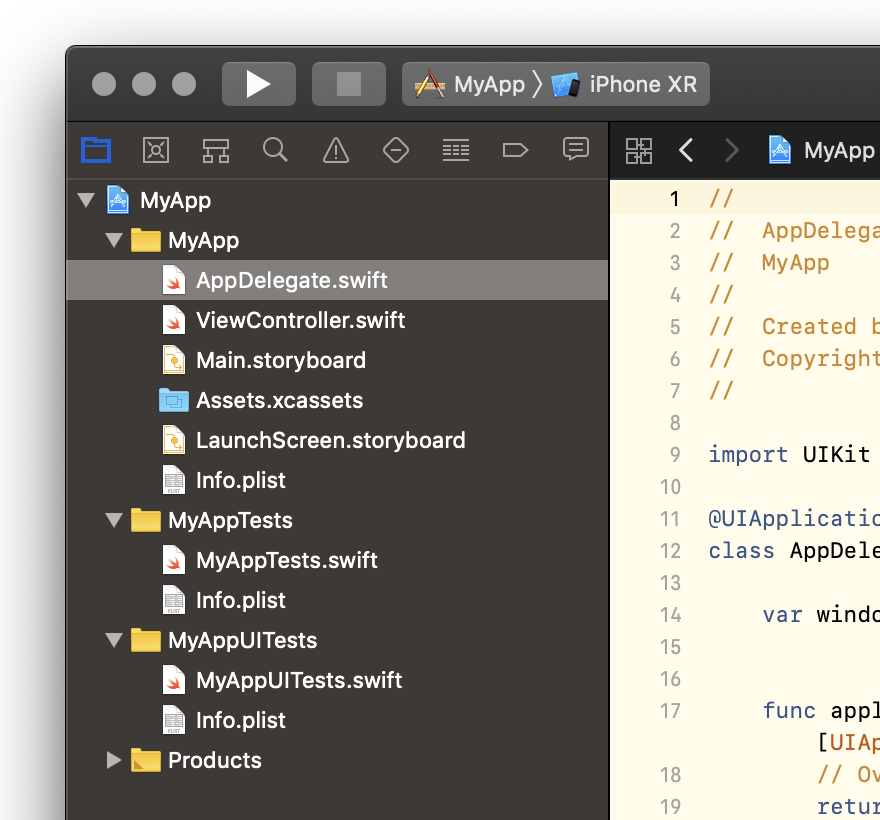 MyApp 〉 iPhone XR
MyApp
MyApp
MyApp
AppDelegate.swift
ViewController.swift
Main.storyboard
Assets.xcassets
LaunchScreen.storyboard
Info.plist
MyAppTests
MyAppTests.swift
Info.plist
MyAppUITests
MyAppUITests.swift
Info.plist
Products
1 //
2 // AppDelega
3 // MyApp
4 //
5 // Created b
6 // Copyright
7 //
8
9 import UIKit
10
11 @UIApplicatio
12 class AppDele
13
14 var windo
15
16
17 func appl
[UIAp
18 // Ov
19 retur